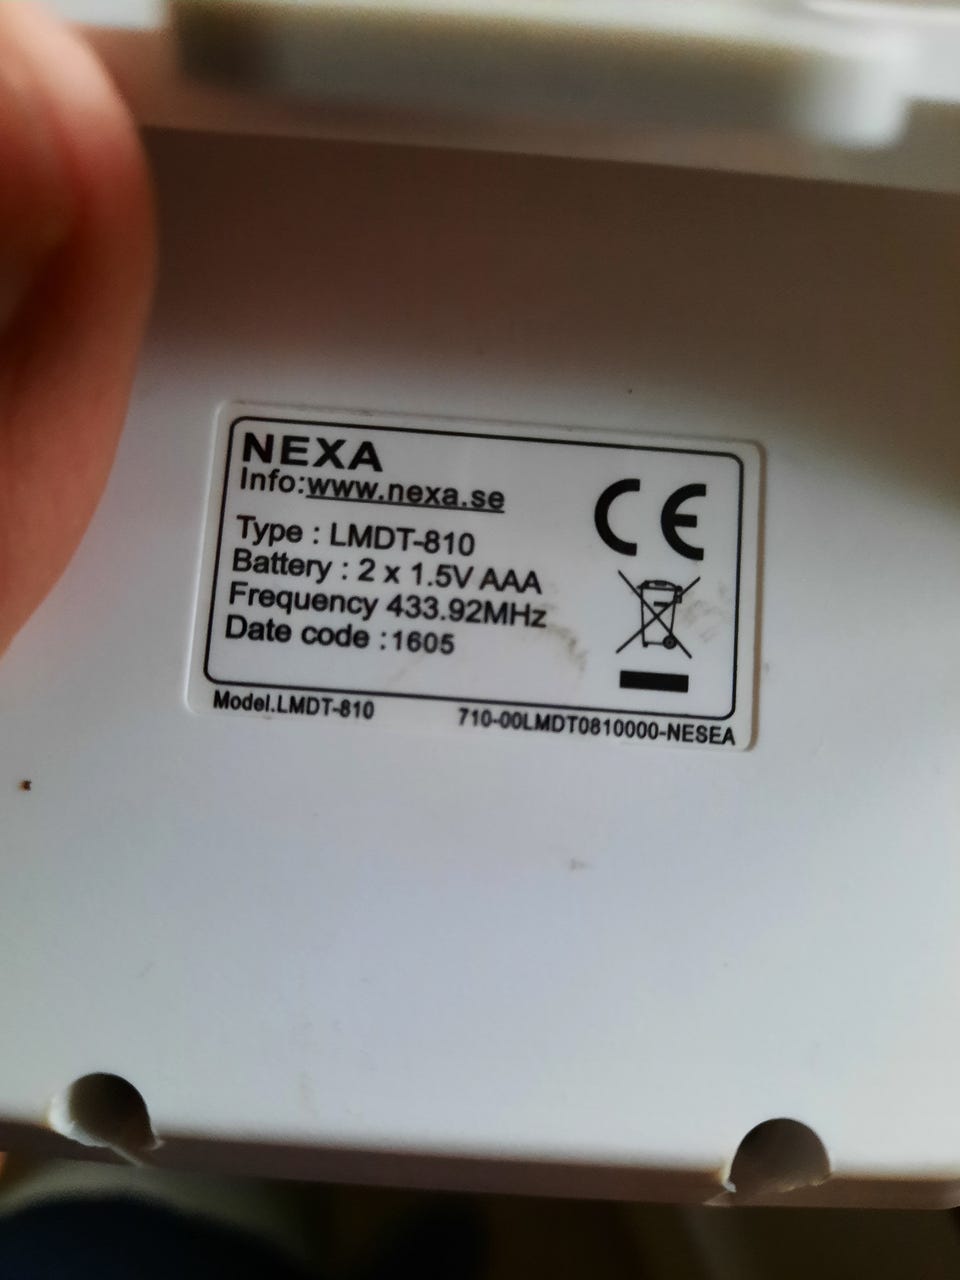 NEXA
Info:www.nexa.se
Type : LMDT-810
Battery : 2 x 1.5V AAA
Frequency 433.92MHz
Date code :1605
CE
Model.LMDT-810 710-00LMDT0810000-NESEA